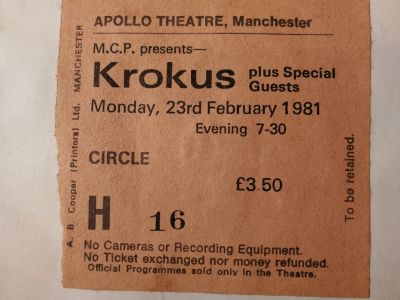 APOLLO THEATRE, Manchester
M.C.P. presents—
Krokus plus Special Guests
Monday, 23rd February 1981
Evening 7-30
CIRCLE
£3.50
H 16
No Cameras or Recording Equipment.
No Ticket exchanged nor money refunded.
Official Programmes sold only in the Theatre.
A. B. Cooper (Printers) Ltd. MANCHESTER
To be retained.